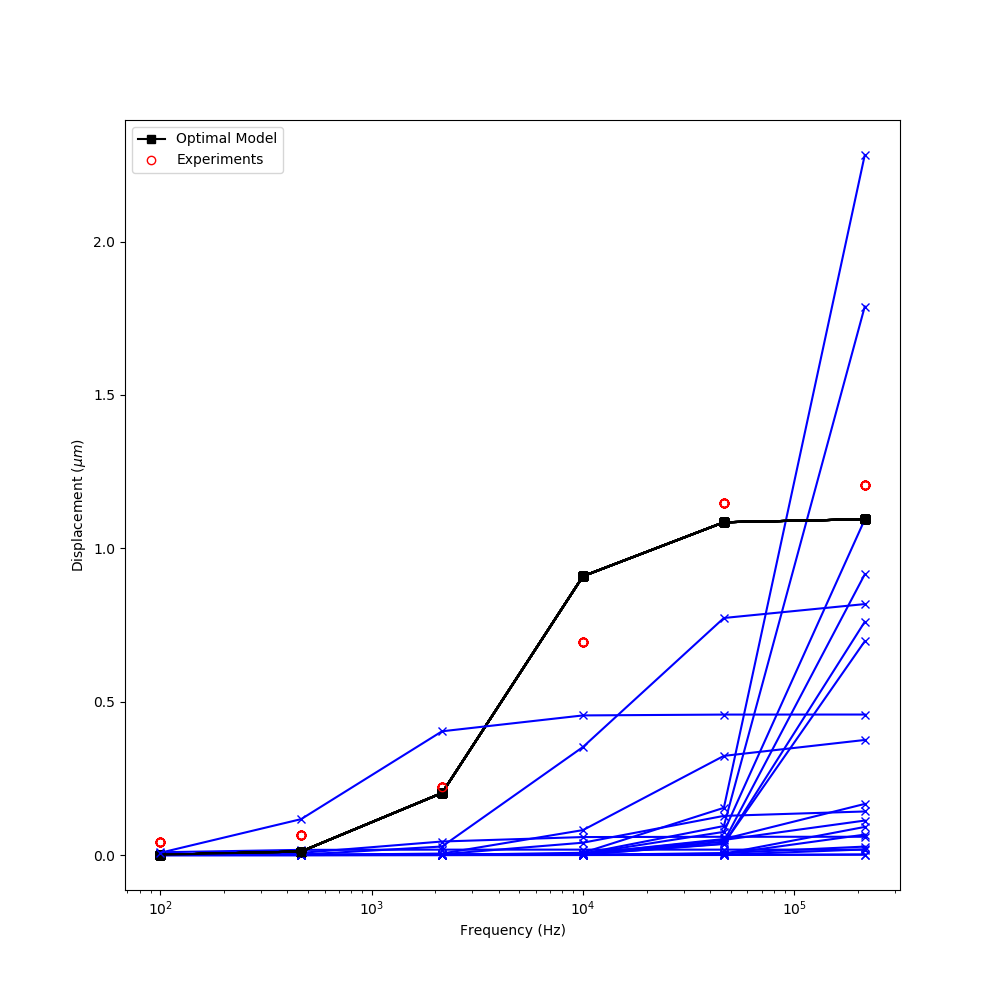 Optimal Model
Experiments
2.0
1.5
1.0
0.5
0.0
Displacement (μm)
10² 10³ 10⁴ 10⁵
Frequency (Hz)